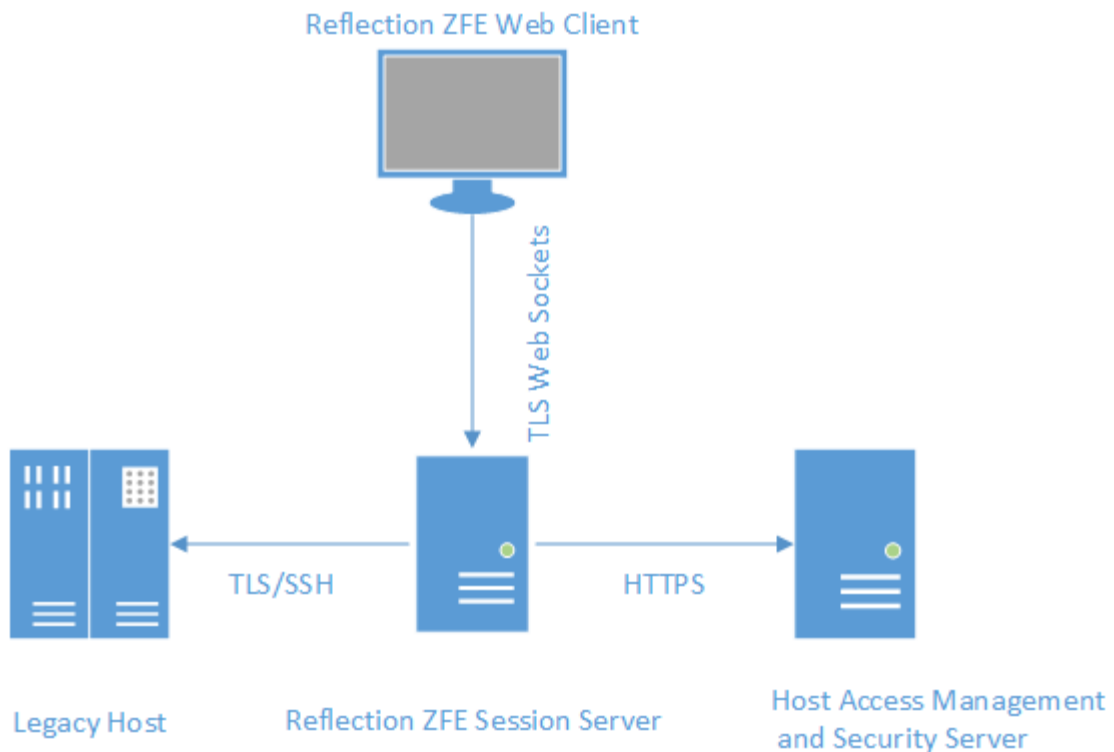 Reflection ZFE Web Client
TLS Web Sockets
TLS/SSH
HTTPS
Legacy Host
Reflection ZFE Session Server
Host Access Management
and Security Server